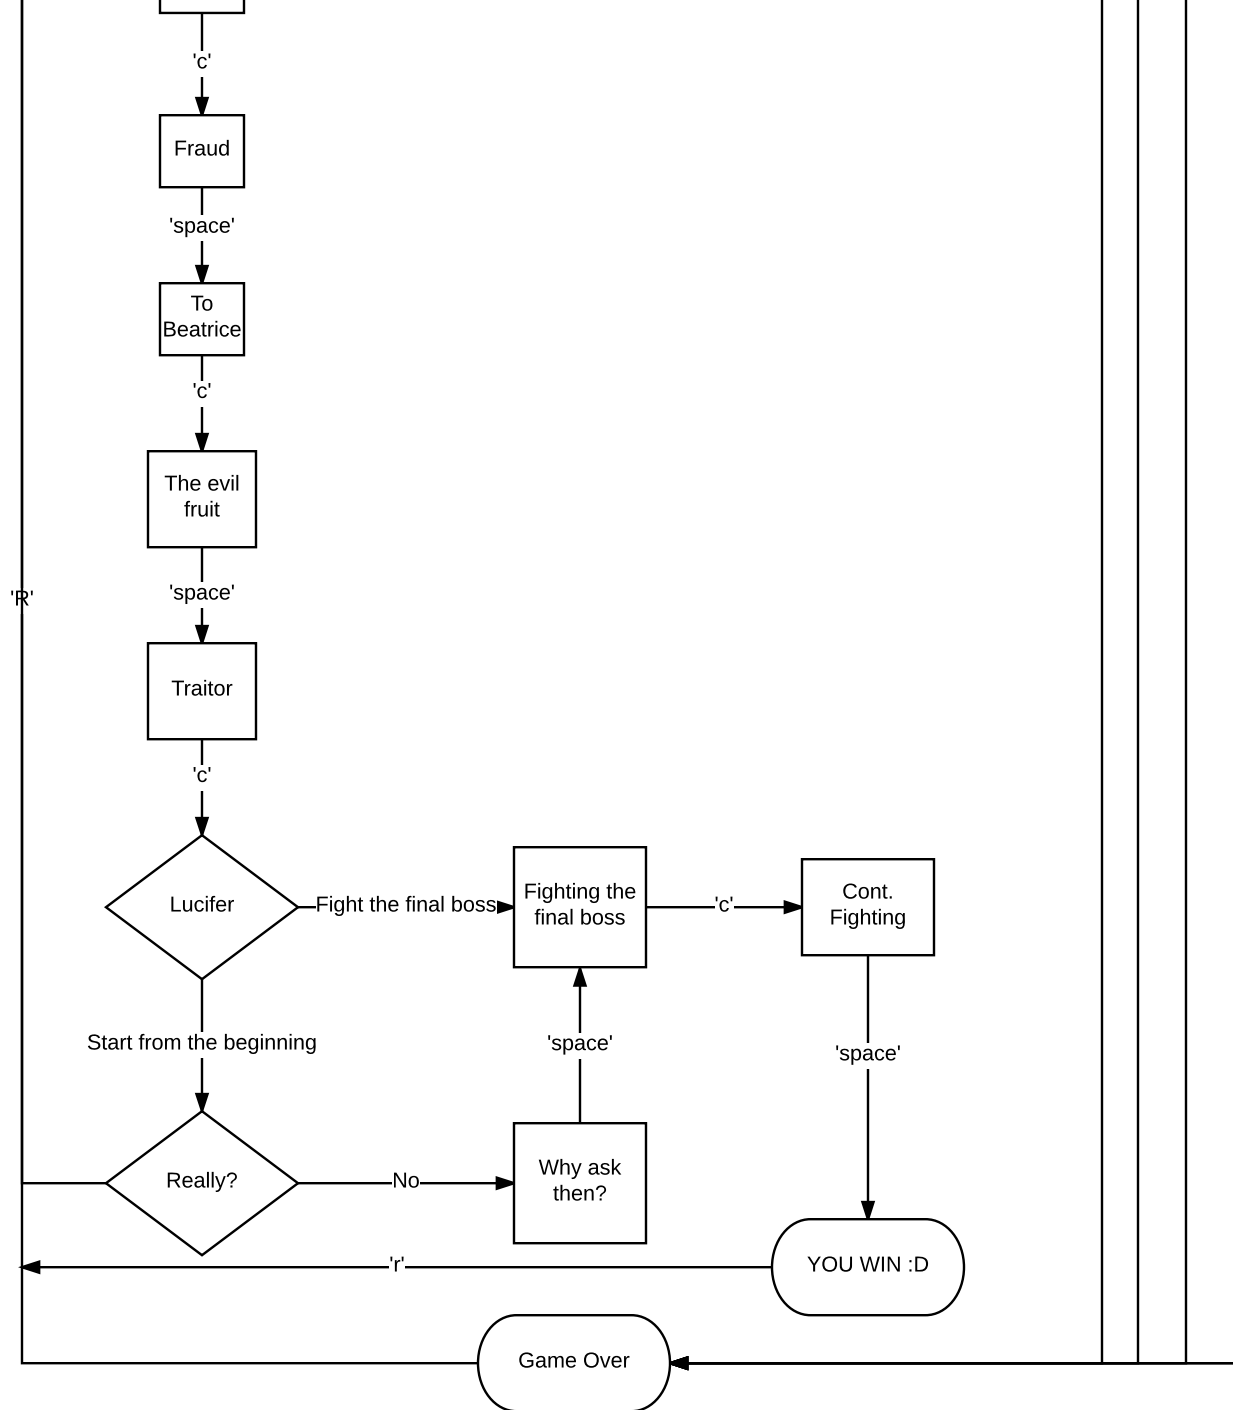 'c'
Fraud
'space'
To
Beatrice
'c'
The evil
fruit
'space'
'R'
Traitor
'c'
Lucifer
Fight the final boss
Fighting the
final boss
'c'
Cont.
Fighting
Start from the beginning
'space'
'space'
Really?
No
Why ask
then?
'r'
YOU WIN :D
Game Over